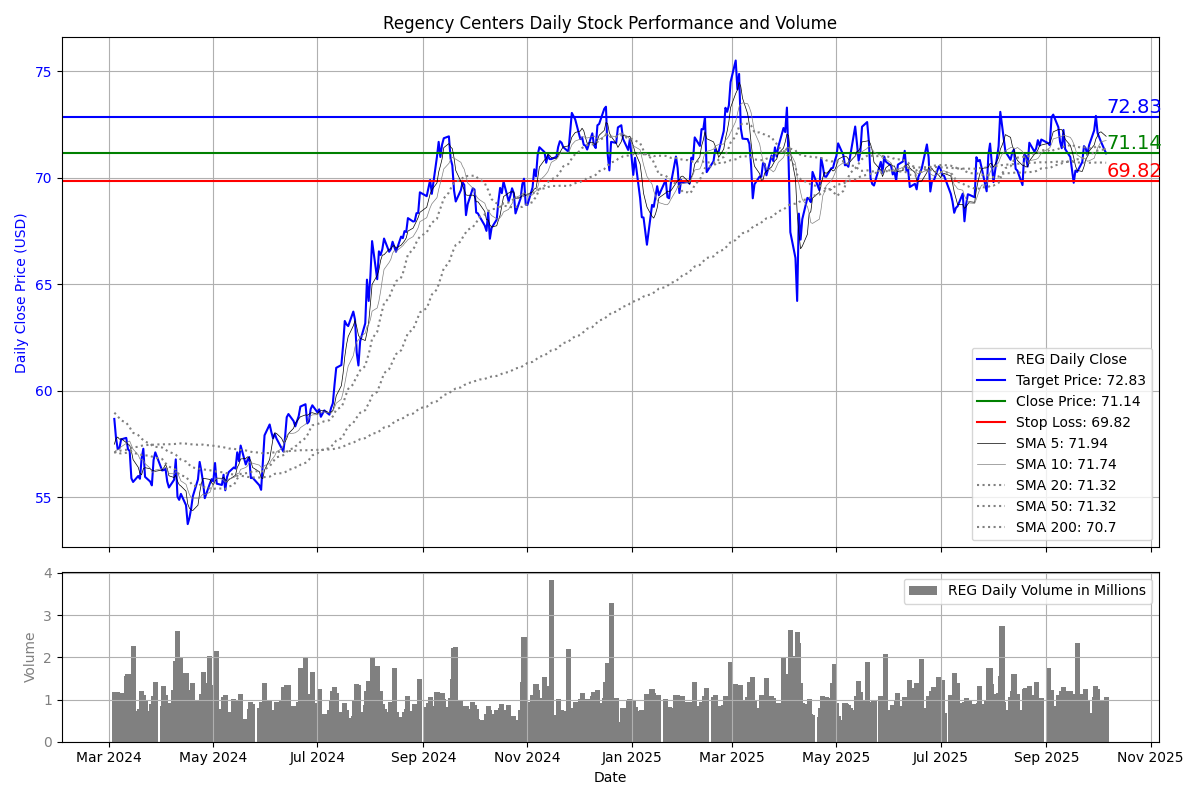 Regency Centers Daily Stock Performance and Volume
Daily Close Price (USD)
75
70
65
60
55
72.83
71.14
69.82
REG Daily Close
Target Price: 72.83
Close Price: 71.14
Stop Loss: 69.82
SMA 5: 71.94
SMA 10: 71.74
SMA 20: 71.32
SMA 50: 71.32
SMA 200: 70.7
Volume
4
3
2
1
0
REG Daily Volume in Millions
Mar 2024 May 2024 Jul 2024 Sep 2024 Nov 2024 Jan 2025 Mar 2025 May 2025 Jul 2025 Sep 2025 Nov 2025
Date